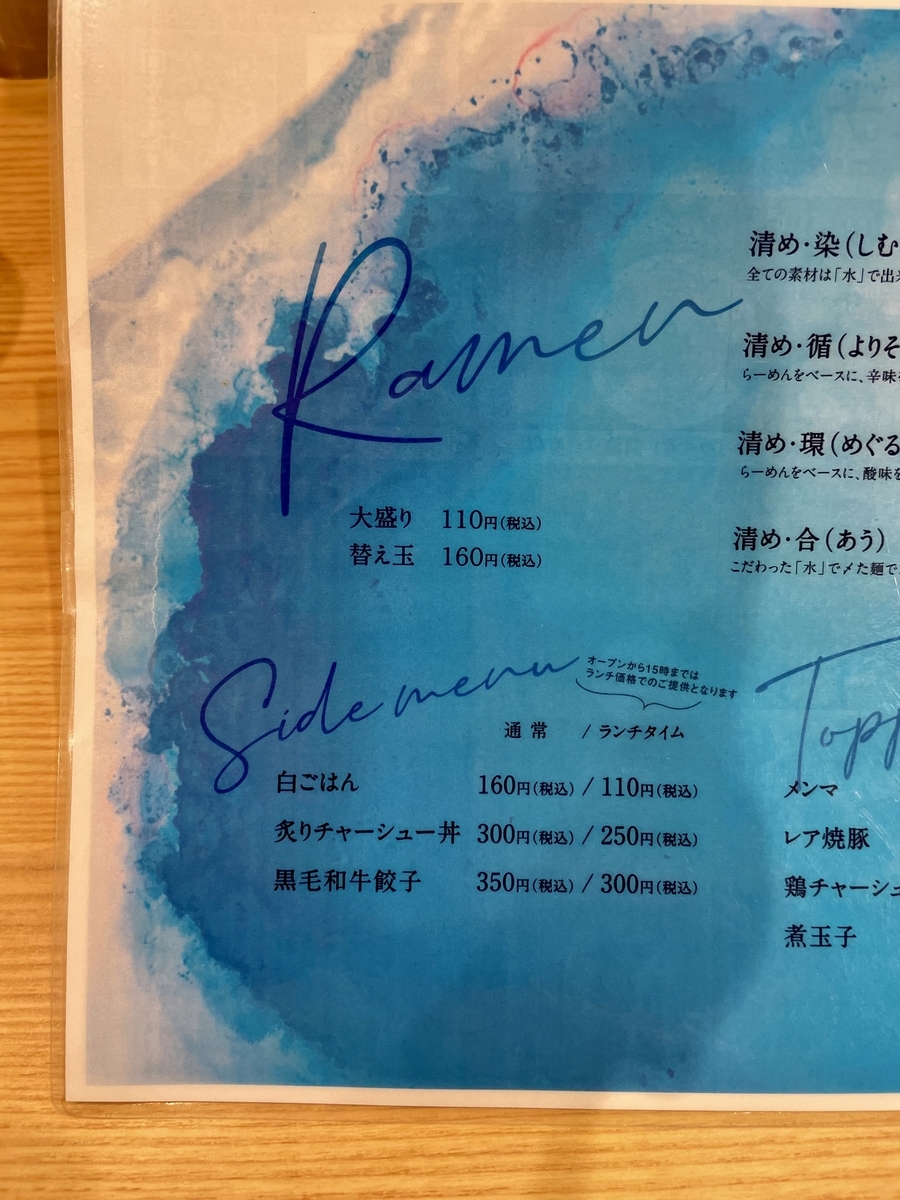 Ramen
清め・染(しむ
全ての素材は「水」で出来
清め・循(よりそ
らーめんをベースに、辛味を
清め・環(めぐる
らーめんをベースに、酸味を
清め・合(あう)
こだわった「水」で〆た麺で
大盛り 110円(税込)
替え玉 160円(税込)
Side menu
オープンから15時までは
ランチ価格でのご提供となります
通常 / ランチタイム
白ごはん 160円(税込) / 110円(税込)
炙りチャーシュー丼 300円(税込) / 250円(税込)
黒毛和牛餃子 350円(税込) / 300円(税込)
Topp
メンマ
レア焼豚
鶏チャーシュ
煮玉子